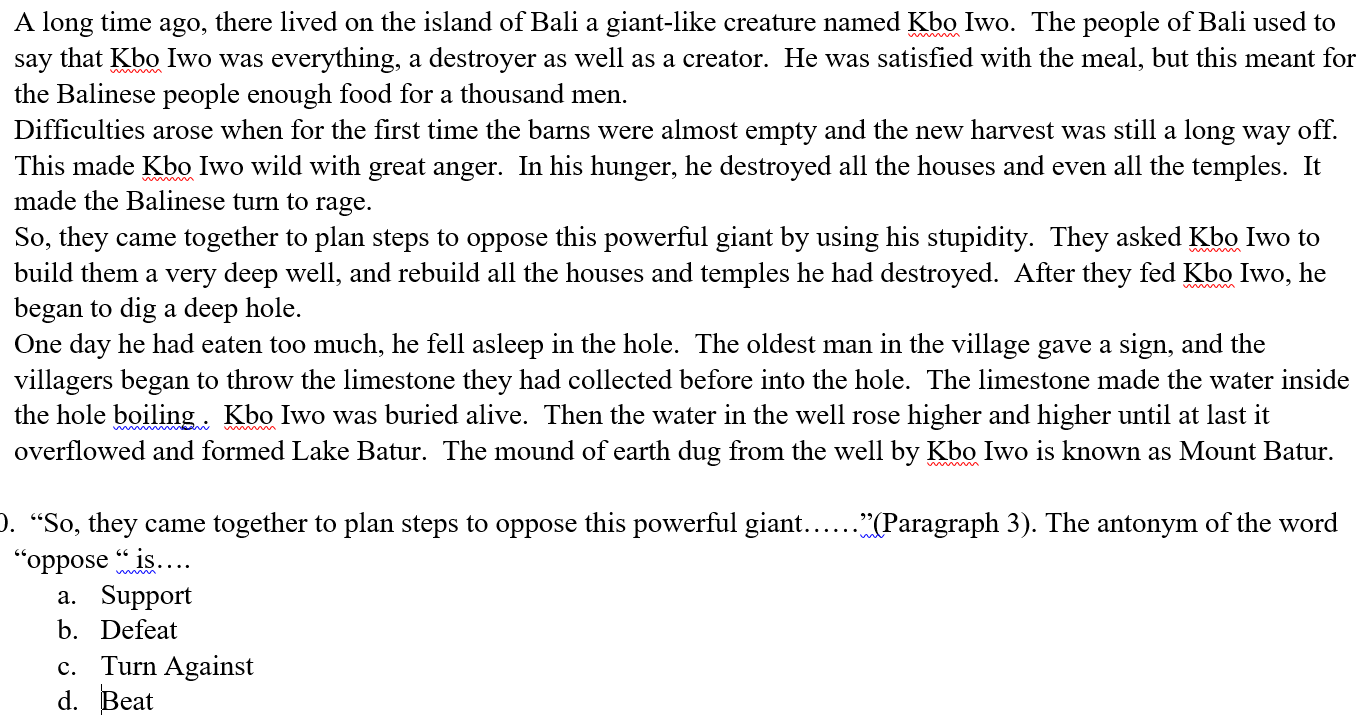 A long time ago, there lived on the island of Bali a giant-like creature named Kbo Iwo.  The people of Bali used to
say that Kbo Iwo was everything, a destroyer as well as a creator.  He was satisfied with the meal, but this meant for
the Balinese people enough food for a thousand men.
Difficulties arose when for the first time the barns were almost empty and the new harvest was still a long way off.
This made Kbo Iwo wild with great anger.  In his hunger, he destroyed all the houses and even all the temples.  It
made the Balinese turn to rage.
So, they came together to plan steps to oppose this powerful giant by using his stupidity.  They asked Kbo Iwo to
build them a very deep well, and rebuild all the houses and temples he had destroyed.  After they fed Kbo Iwo, he
began to dig a deep hole.
One day he had eaten too much, he fell asleep in the hole.  The oldest man in the village gave a sign, and the
villagers began to throw the limestone they had collected before into the hole.  The limestone made the water inside
the hole boiling .  Kbo Iwo was buried alive.  Then the water in the well rose higher and higher until at last it
overflowed and formed Lake Batur.  The mound of earth dug from the well by Kbo Iwo is known as Mount Batur.
0.  “So, they came together to plan steps to oppose this powerful giant……”(Paragraph 3). The antonym of the word
“oppose “ is….
a. Support
b. Defeat
c. Turn Against
d. Beat